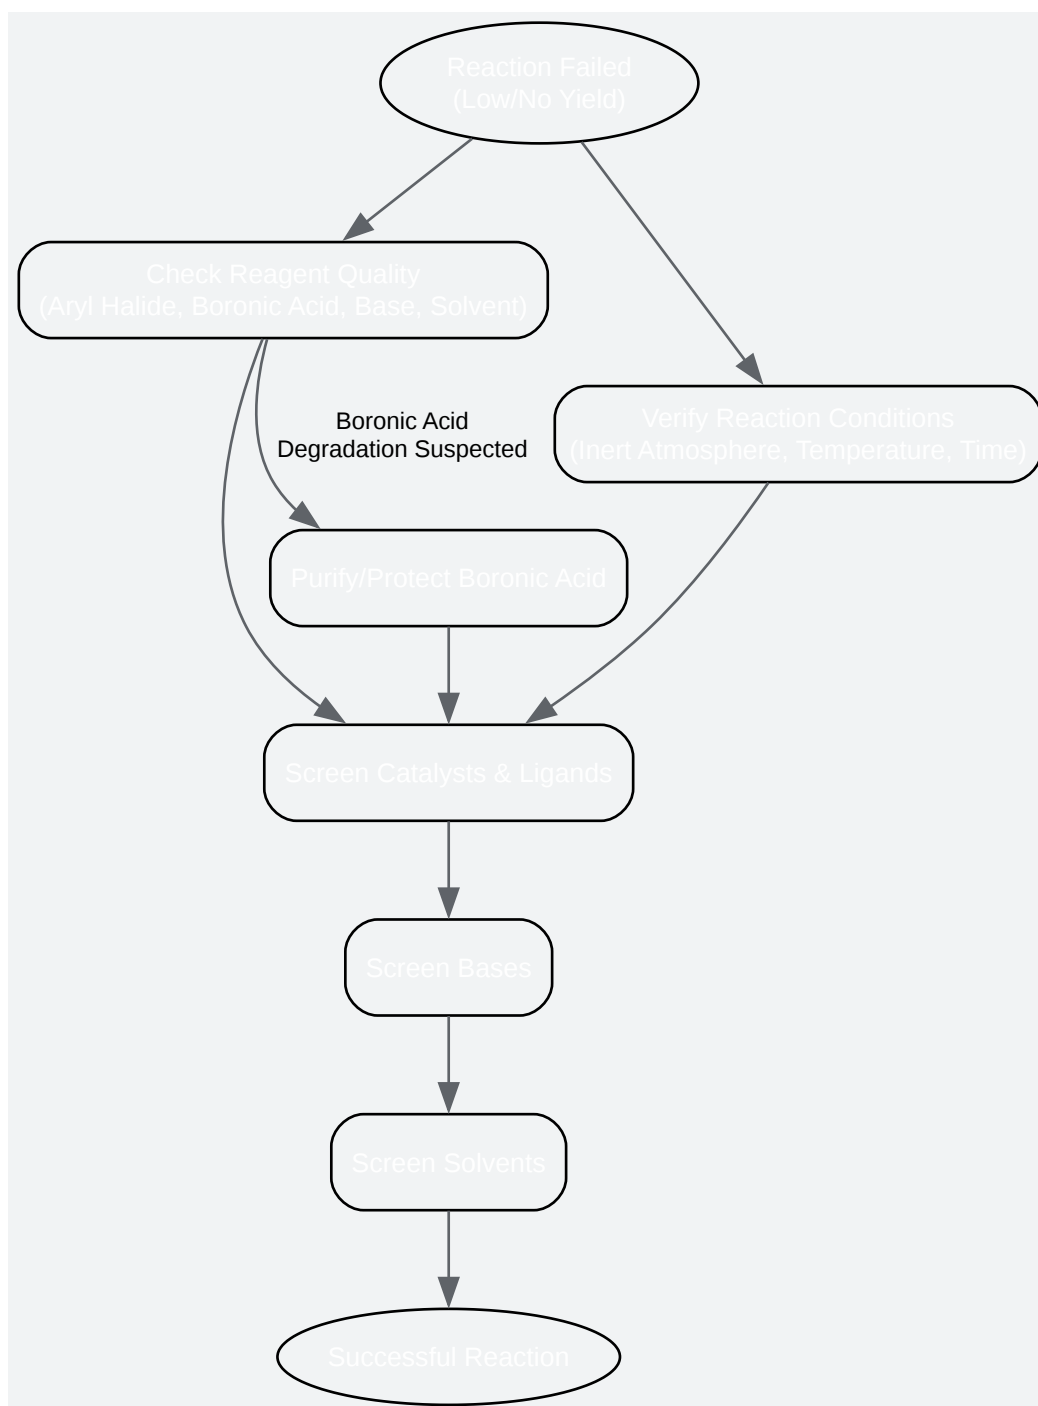 Reaction Failed
(Low/No Yield)
Check Reagent Quality
(Aryl Halide, Boronic Acid, Base, Solvent)
Boronic Acid
Degradation Suspected
Verify Reaction Conditions
(Inert Atmosphere, Temperature, Time)
Purify/Protect Boronic Acid
Screen Catalysts & Ligands
Screen Bases
Screen Solvents
Successful Reaction